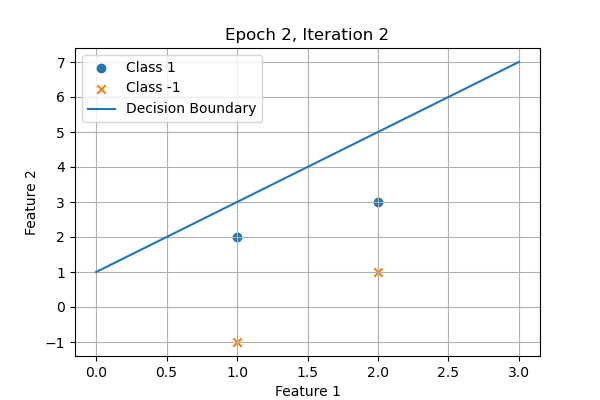 Epoch 2, Iteration 2
Class 1
Class -1
Decision Boundary
Feature 2
7
6
5
4
3
2
1
0
−1
0.0 0.5 1.0 1.5 2.0 2.5 3.0
Feature 1